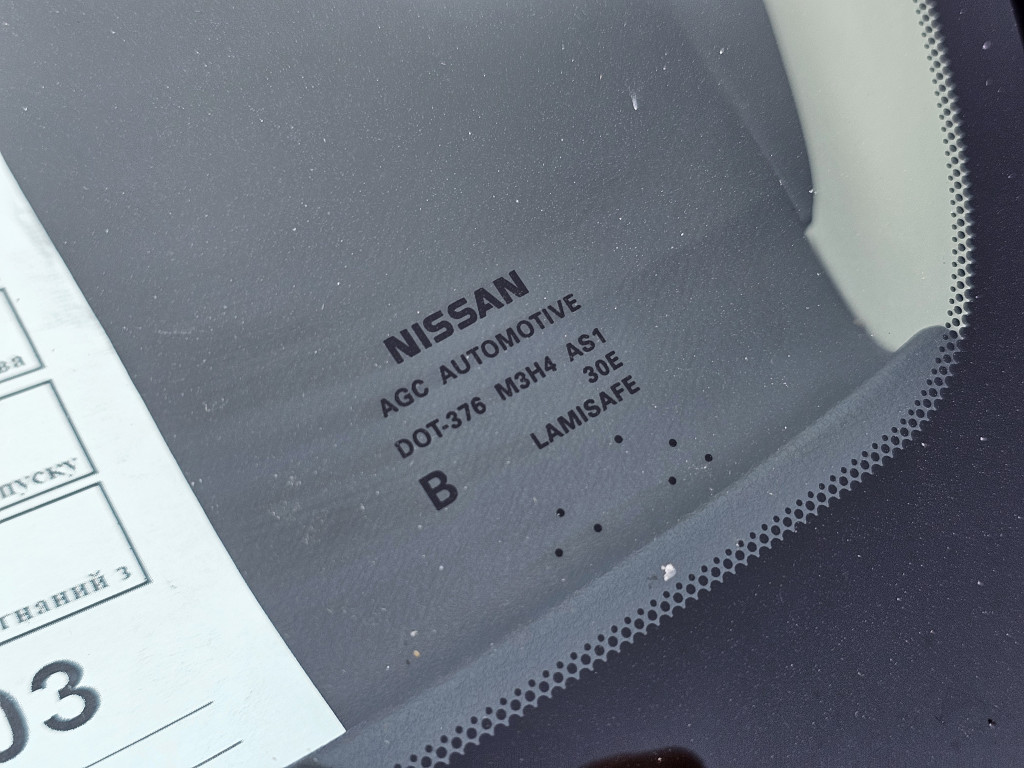 NISSAN
AGC AUTOMOTIVE
DOT-376 M3H4 AS1
30E
LAMISAFE
B
ва
пуску
гнаний з
03